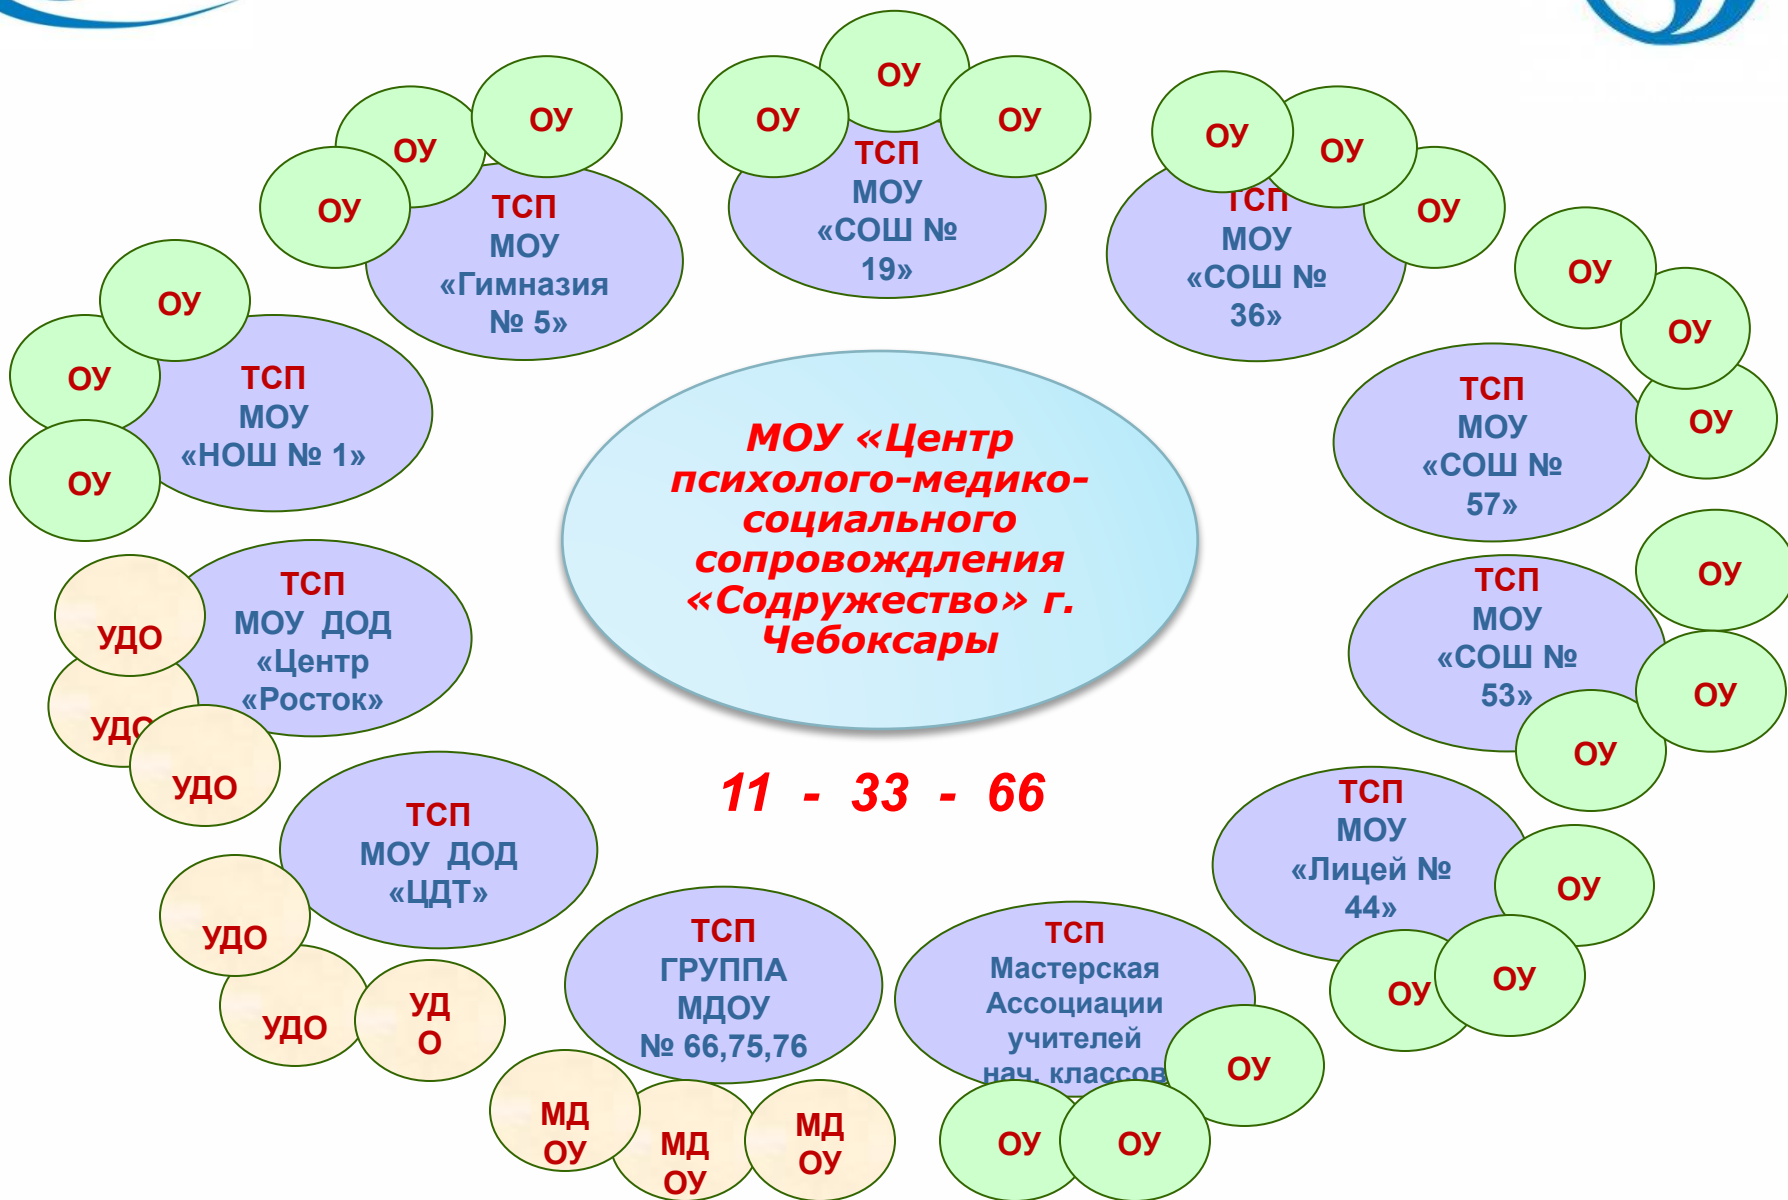 ОУ
ОУ
ОУ
ТСП
МОУ
«СОШ №
19»
ОУ
ОУ
ОУ
ТСП
МОУ
«СОШ №
36»
ОУ
ОУ
ОУ
ТСП
МОУ
«СОШ №
57»
ОУ
ОУ
ОУ
ТСП
МОУ
«СОШ №
53»
ОУ
ОУ
ОУ
ТСП
МОУ
«Лицей №
44»
ОУ
ОУ
ОУ
ТСП
Мастерская
Ассоциации
учителей
нач. классов
ОУ
ОУ
ТСП
ГРУППА
МДОУ
№ 66,75,76
МД
ОУ
МД
ОУ
МД
ОУ
ТСП
МОУ ДОД
«ЦДТ»
УДО
УДО
УД
О
ТСП
МОУ ДОД
«Центр
«Росток»
УДО
УДО
УДО
ТСП
МОУ
«НОШ № 1»
ОУ
ОУ
ОУ
ТСП
МОУ
«Гимназия
№ 5»
ОУ
ОУ
ОУ
МОУ «Центр
психолого-медико-
социального
сопровождления
«Содружество» г.
Чебоксары
11 - 33 - 66